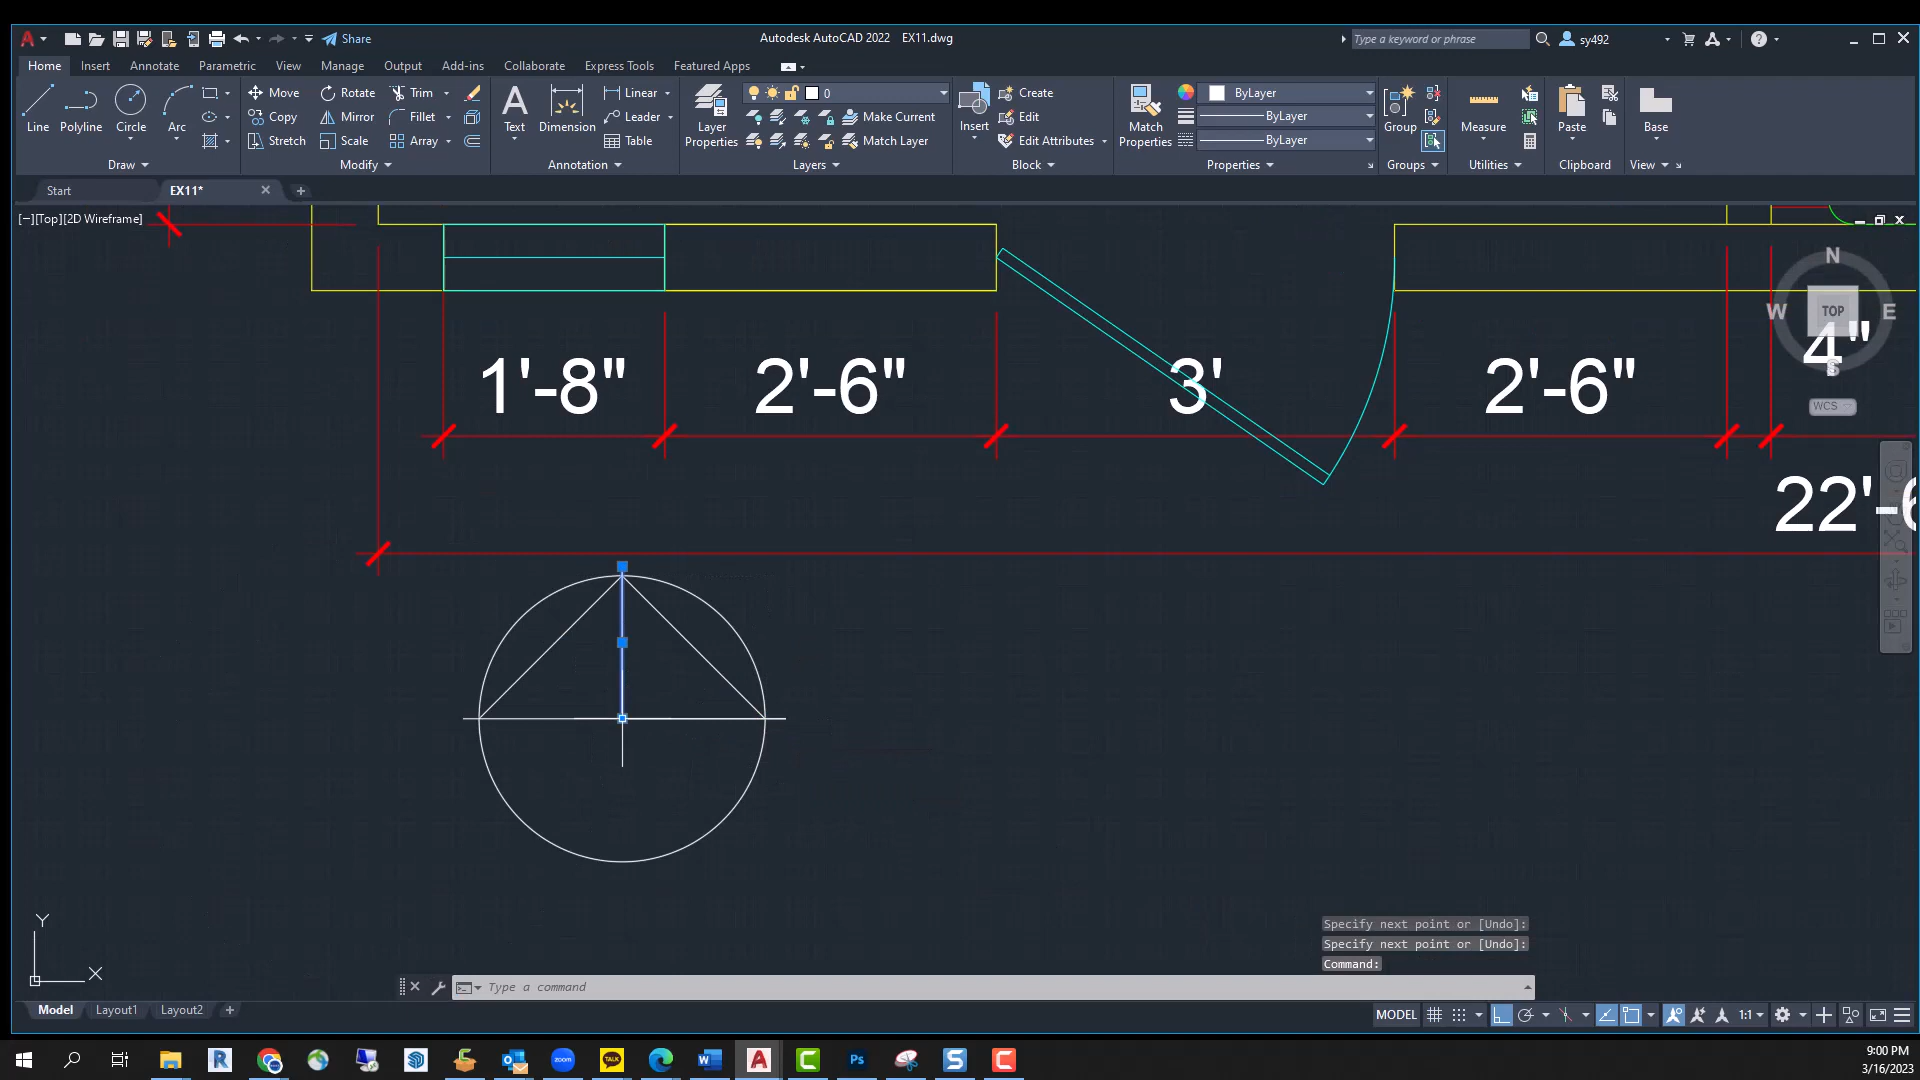 Share
Autodesk AutoCAD 2022 EX11.dwg
Type a keyword or phrase
sy492
Home Insert Annotate Parametric View Manage Output Add-ins Collaborate Express Tools Featured Apps
Line Polyline Circle Arc
Draw
Move Rotate Trim
Copy Mirror Fillet
Stretch Scale Array
Modify
Text Dimension
Linear
Leader
Table
Annotation
Layer Properties
0
Make Current
Match Layer
Layers
Insert
Create
Edit
Edit Attributes
Block
Match Properties
ByLayer
ByLayer
ByLayer
Properties
Group
Groups
Measure
Utilities
Paste
Clipboard
Base
View
Start EX11*
[−][Top][2D Wireframe]
N
W TOP E
S
WCS
1'-8" 2'-6" 3' 2'-6" 4"
22'-6
Y
X
Specify next point or [Undo]:
Specify next point or [Undo]:
Command:
Type a command
Model Layout1 Layout2
MODEL 1:1
zoom
TALK
9:00 PM
3/16/2023